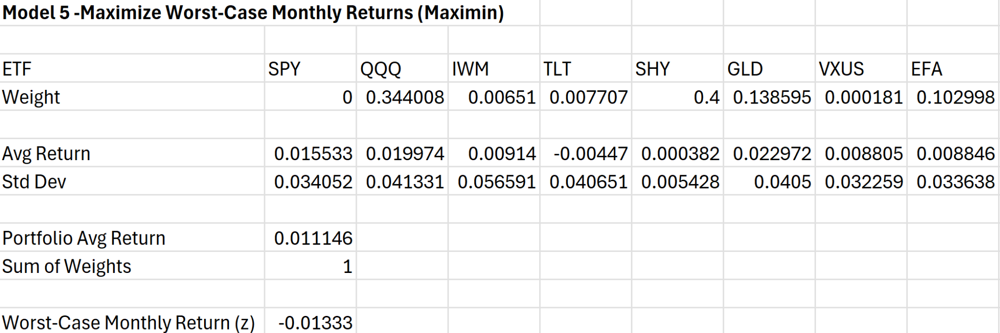 Model 5 -Maximize Worst-Case Monthly Returns (Maximin)
ETF SPY QQQ IWM TLT SHY GLD VXUS EFA
Weight 0 0.344008 0.00651 0.007707 0.4 0.138595 0.000181 0.102998
Avg Return 0.015533 0.019974 0.00914 -0.00447 0.000382 0.022972 0.008805 0.008846
Std Dev 0.034052 0.041331 0.056591 0.040651 0.005428 0.0405 0.032259 0.033638
Portfolio Avg Return 0.011146
Sum of Weights 1
Worst-Case Monthly Return (z) -0.01333